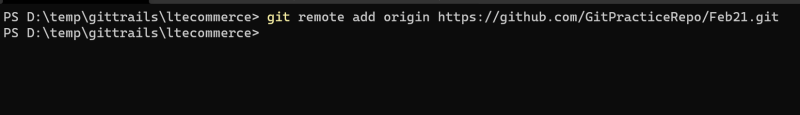 PS D:\temp\gittrails\ltecommerce> git remote add origin https://github.com/GitPracticeRepo/Feb21.git
PS D:\temp\gittrails\ltecommerce>